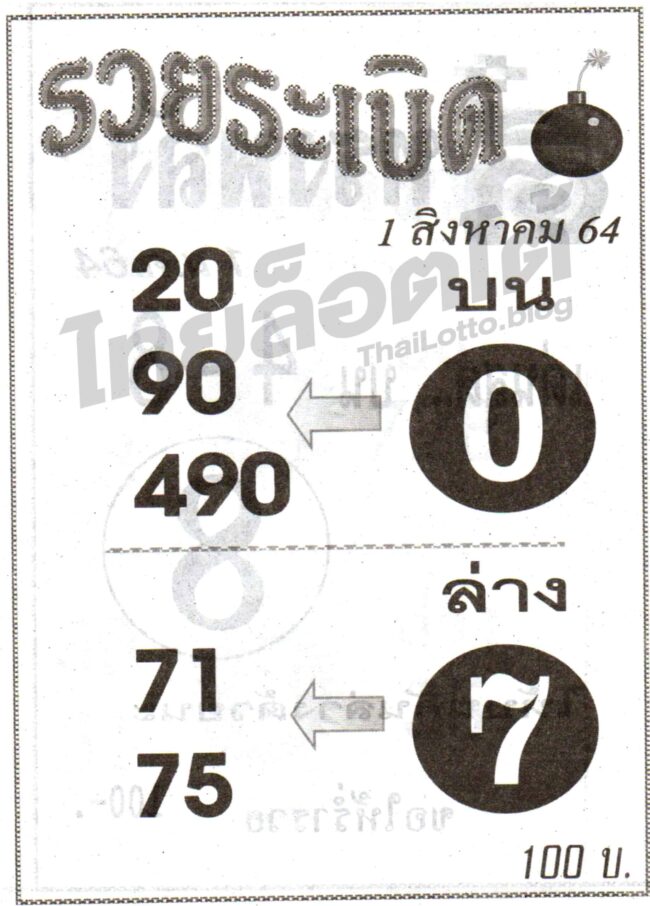 รวยระเบิด
1 สิงหาคม 64
20
บน
ไทยล็อตโต้
ThaiLotto.blog
90
0
490
ล่าง
71
7
75
100 บ.